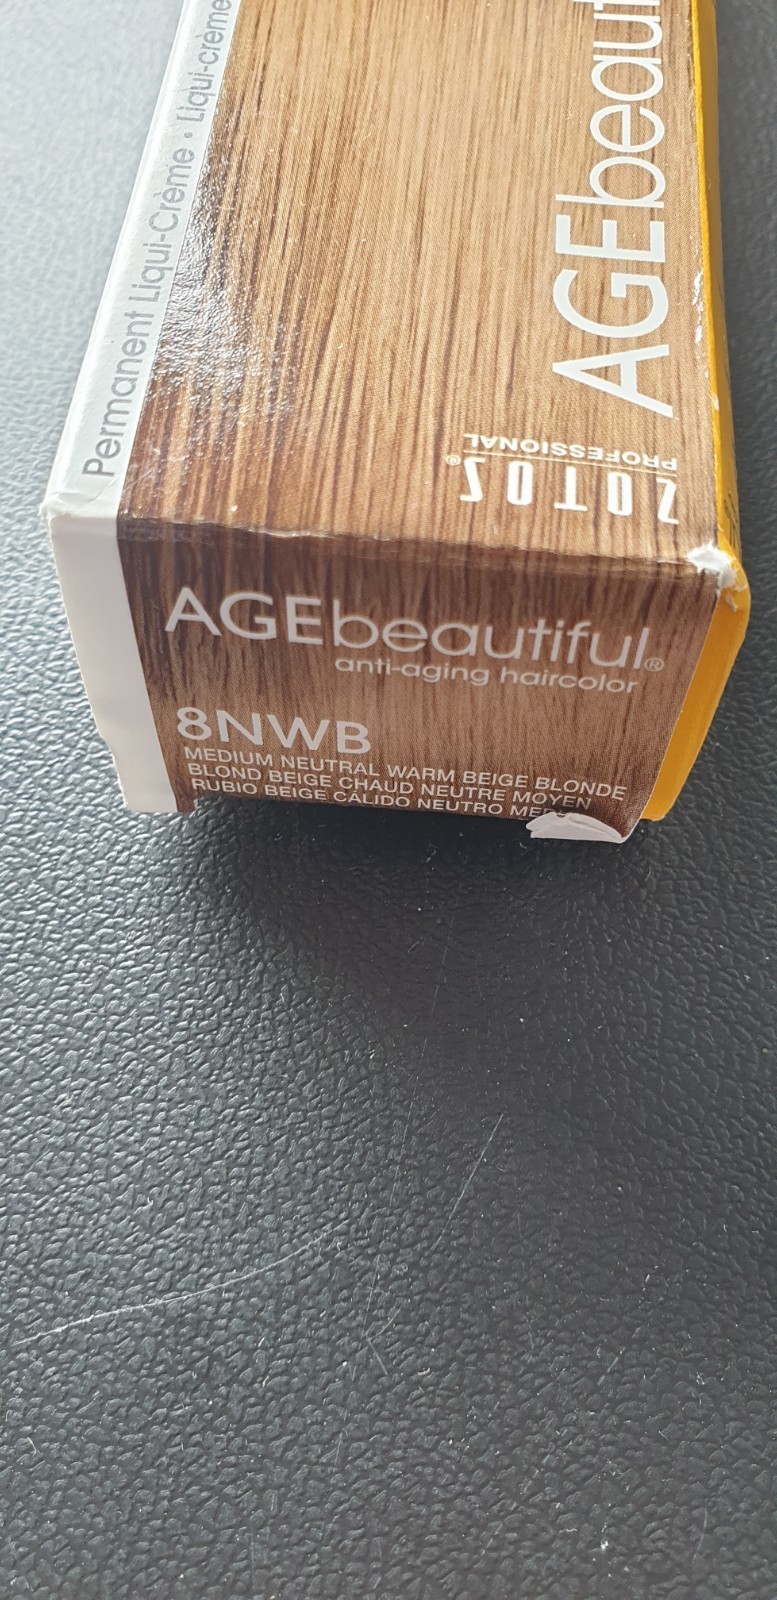 Permanent Liqui-Crème • Liqui-crème
AGEbeautif
ZOTOS®
PROFESSIONAL
AGEbeautiful®
anti-aging haircolor
8NWB
MEDIUM NEUTRAL WARM BEIGE BLONDE
BLOND BEIGE CHAUD NEUTRE MOYEN
RUBIO BEIGE CÁLIDO NEUTRO